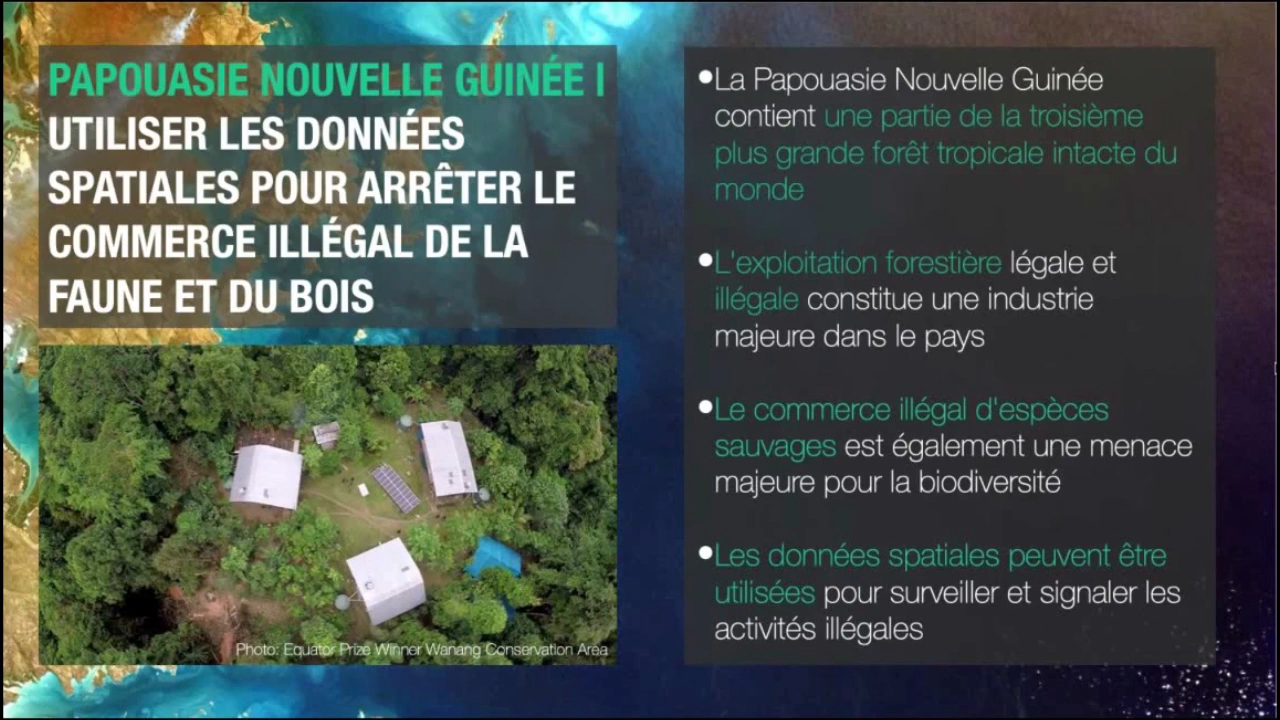 PAPOUASIE NOUVELLE GUINÉE |
UTILISER LES DONNÉES
SPATIALES POUR ARRÊTER LE
COMMERCE ILLÉGAL DE LA
FAUNE ET DU BOIS
Photo: Equator Prize Winner Wanang Conservation Area
•La Papouasie Nouvelle Guinée
contient une partie de la troisième
plus grande forêt tropicale intacte du
monde
•L'exploitation forestière légale et
illégale constitue une industrie
majeure dans le pays
•Le commerce illégal d'espèces
sauvages est également une menace
majeure pour la biodiversité
•Les données spatiales peuvent être
utilisées pour surveiller et signaler les
activités illégales